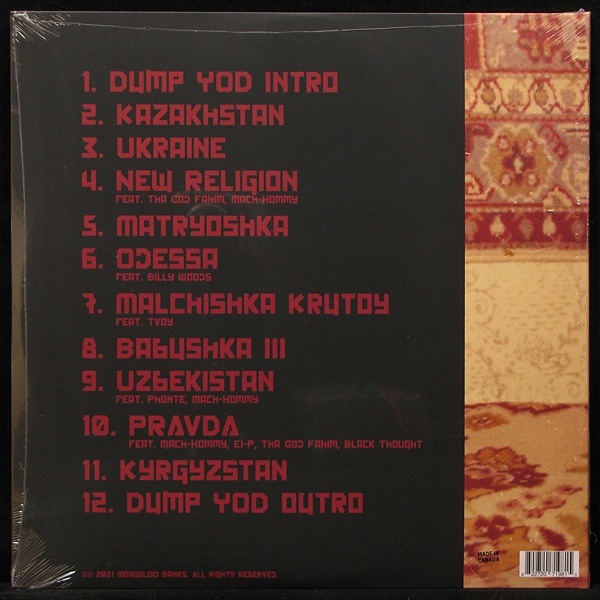 1. DUMP YOD INTRO
2. KAZAKHSTAN
3. UKRAINE
4. NEW RELIGION
FEAT. THA GOD FAHIM, MACH-HOMMY
5. MATRYOSHKA
6. ODESSA
FEAT. BILLY WOODS
7. MALCHISHKA KRUTOY
FEAT. TVOY
8. BABUSHKA III
9. UZBEKISTAN
FEAT. PHONTE, MACH-HOMMY
10. PRAVDA
FEAT. MACH-HOMMY, El-P, THA GOD FAHIM, BLACK THOUGHT
11. KYRGYZSTAN
12. DUMP YOD OUTRO
2021 MONGOLOID BANKS. ALL RIGHTS RESERVED.
MADE IN
CANADA